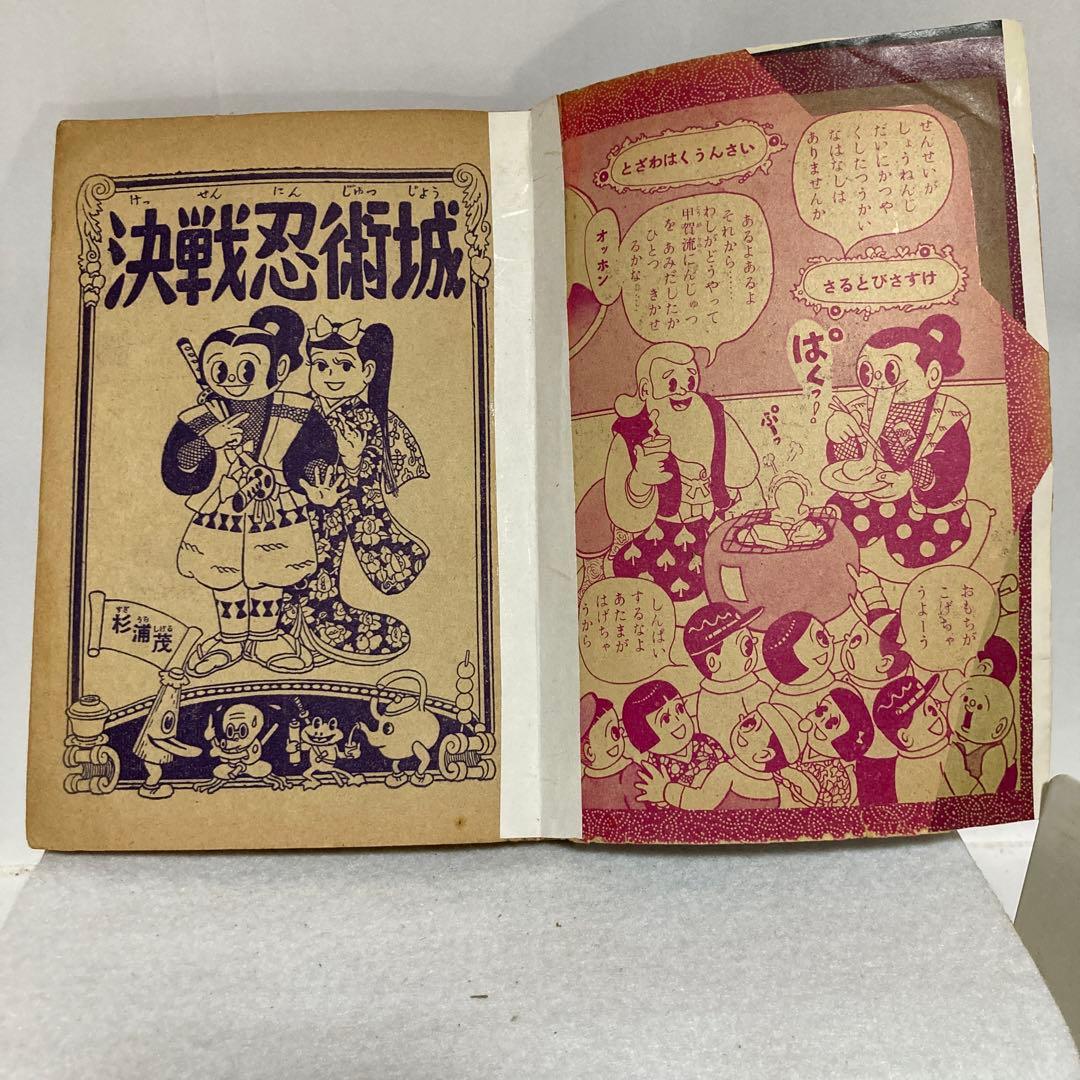 けっ せん にん じゅつ じょう
決戦忍術城
すぎ うら しげる
杉浦茂
せんせいが
しょうねんじ
だいにかつや
くしたつうかい
なはなしは
ありませんか
さるとびさすけ
とざわはくうんさい
あるよあるよ
それから……
わしがどうやって、
甲賀流にんじゅつ
を あみだしたか
ひとつ きかせ
るかな…
オッホン
ぱくっ!
ぷーっ
おもちが
こげちゃ
うよーう
しんぱい
するなよ
あたまが
はげちゃ
うから